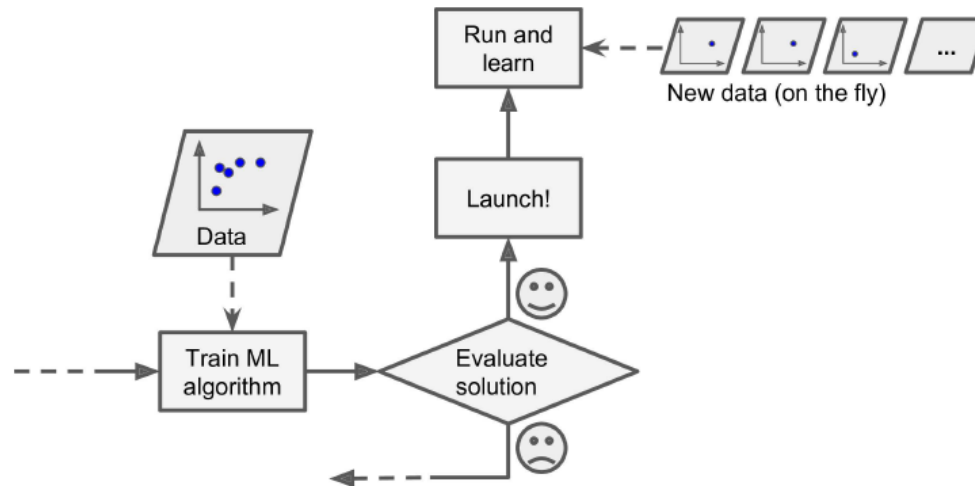 Run and
learn
...
New data (on the fly)
Launch!
Data
Train ML
algorithm
Evaluate
solution